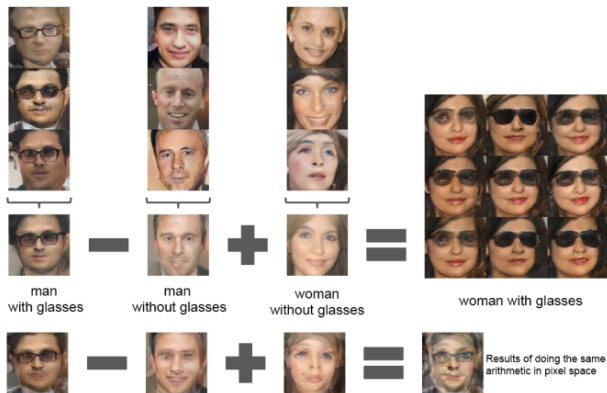 man
with glasses
man
without glasses
woman
without glasses
woman with glasses
Results of doing the same
arithmetic in pixel space